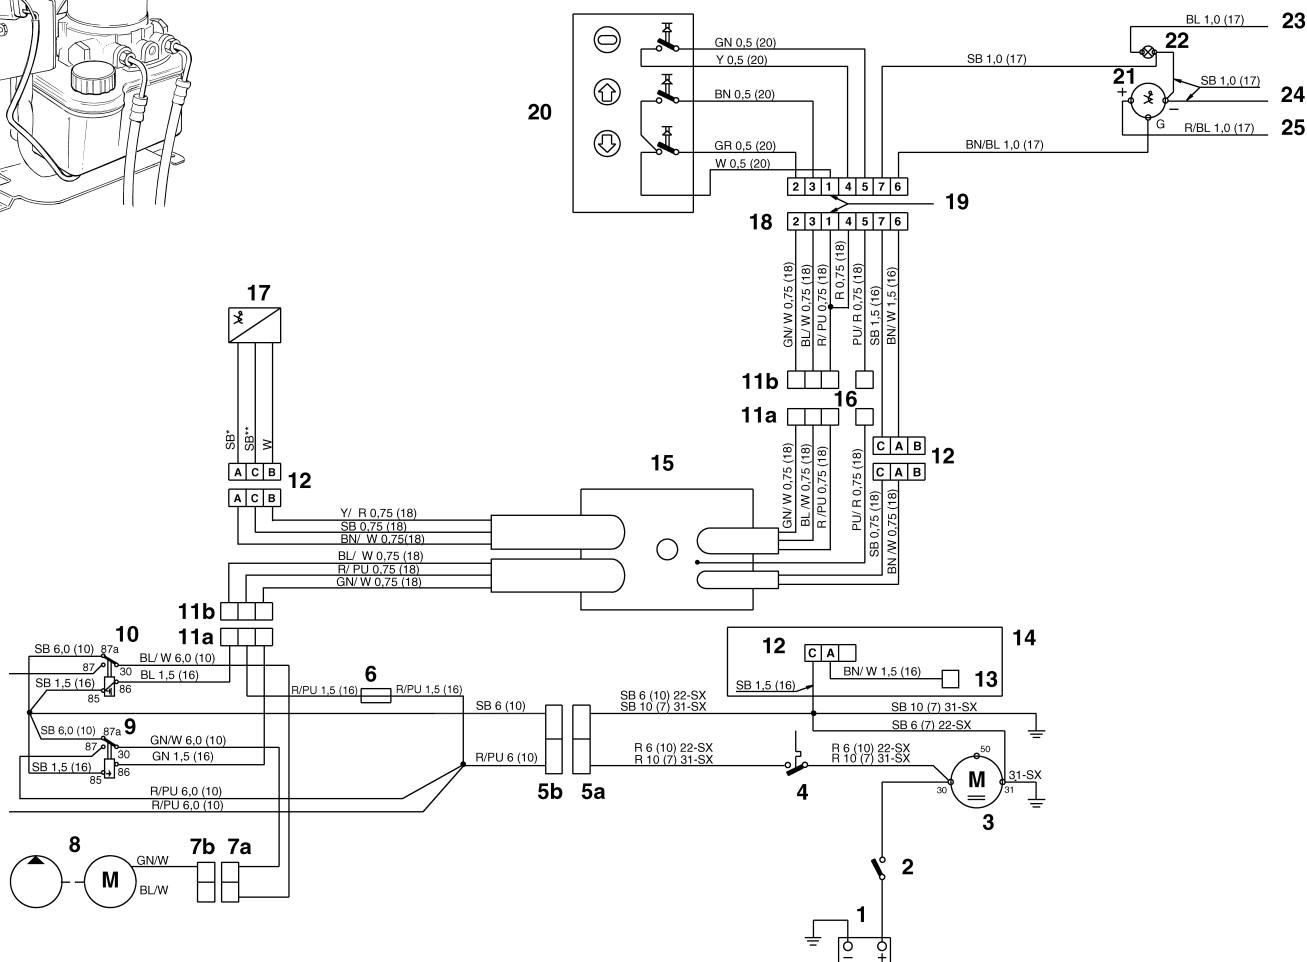 BL 1,0 (17) 23
22
GN 0,5 (20)
Y 0,5 (20)
SB 1,0 (17)
21
+
SB 1,0 (17)
24
−
G
R/BL 1,0 (17) 25
20
BN 0,5 (20)
GR 0,5 (20)
W 0,5 (20)
BN/BL 1,0 (17)
2 3 1 4 5 7 6
19
18
2 3 1 4 5 7 6
GN/ W 0,75 (18)
BL/ W 0,75 (18)
R/ PU 0,75 (18)
R 0,75 (18)
PU/ R 0,75 (18)
SB 1,5 (16)
BN/ W 1,5 (16)
17
11b
16
11a
SB*
SB**
W
C A B
12
C A B
A C B
12
A C B
15
GN/ W 0,75 (18)
BL /W 0,75 (18)
R /PU 0,75 (18)
PU/ R 0,75 (18)
SB 0,75 (18)
BN /W 0,75 (18)
Y/ R 0,75 (18)
SB 0,75 (18)
BN/ W 0,75(18)
BL/ W 0,75 (18)
R/ PU 0,75 (18)
GN/ W 0,75 (18)
11b
11a
10
SB 6,0 (10)
87a
87
30
BL/ W 6,0 (10)
SB 1,5 (16)
86
85
BL 1,5 (16)
6
R/PU 1,5 (16)
R/PU 1,5 (16)
14
12
C A
BN/ W 1,5 (16)
13
SB 1,5 (16)
SB 6 (10)
SB 6 (10) 22-SX
SB 10 (7) 31-SX
SB 10 (7) 31-SX
SB 6 (7) 22-SX
9
SB 6,0 (10)
87a
87
30
GN/W 6,0 (10)
GN 1,5 (16)
SB 1,5 (16)
86
85
R/PU 6 (10)
R 6 (10) 22-SX
R 10 (7) 31-SX
R 6 (10) 22-SX
R 10 (7) 31-SX
50
M
30
31
31-SX
3
4
5b
5a
R/PU 6,0 (10)
R/PU 6,0 (10)
8
7b
7a
GN/W
M
BL/W
2
1
−
+